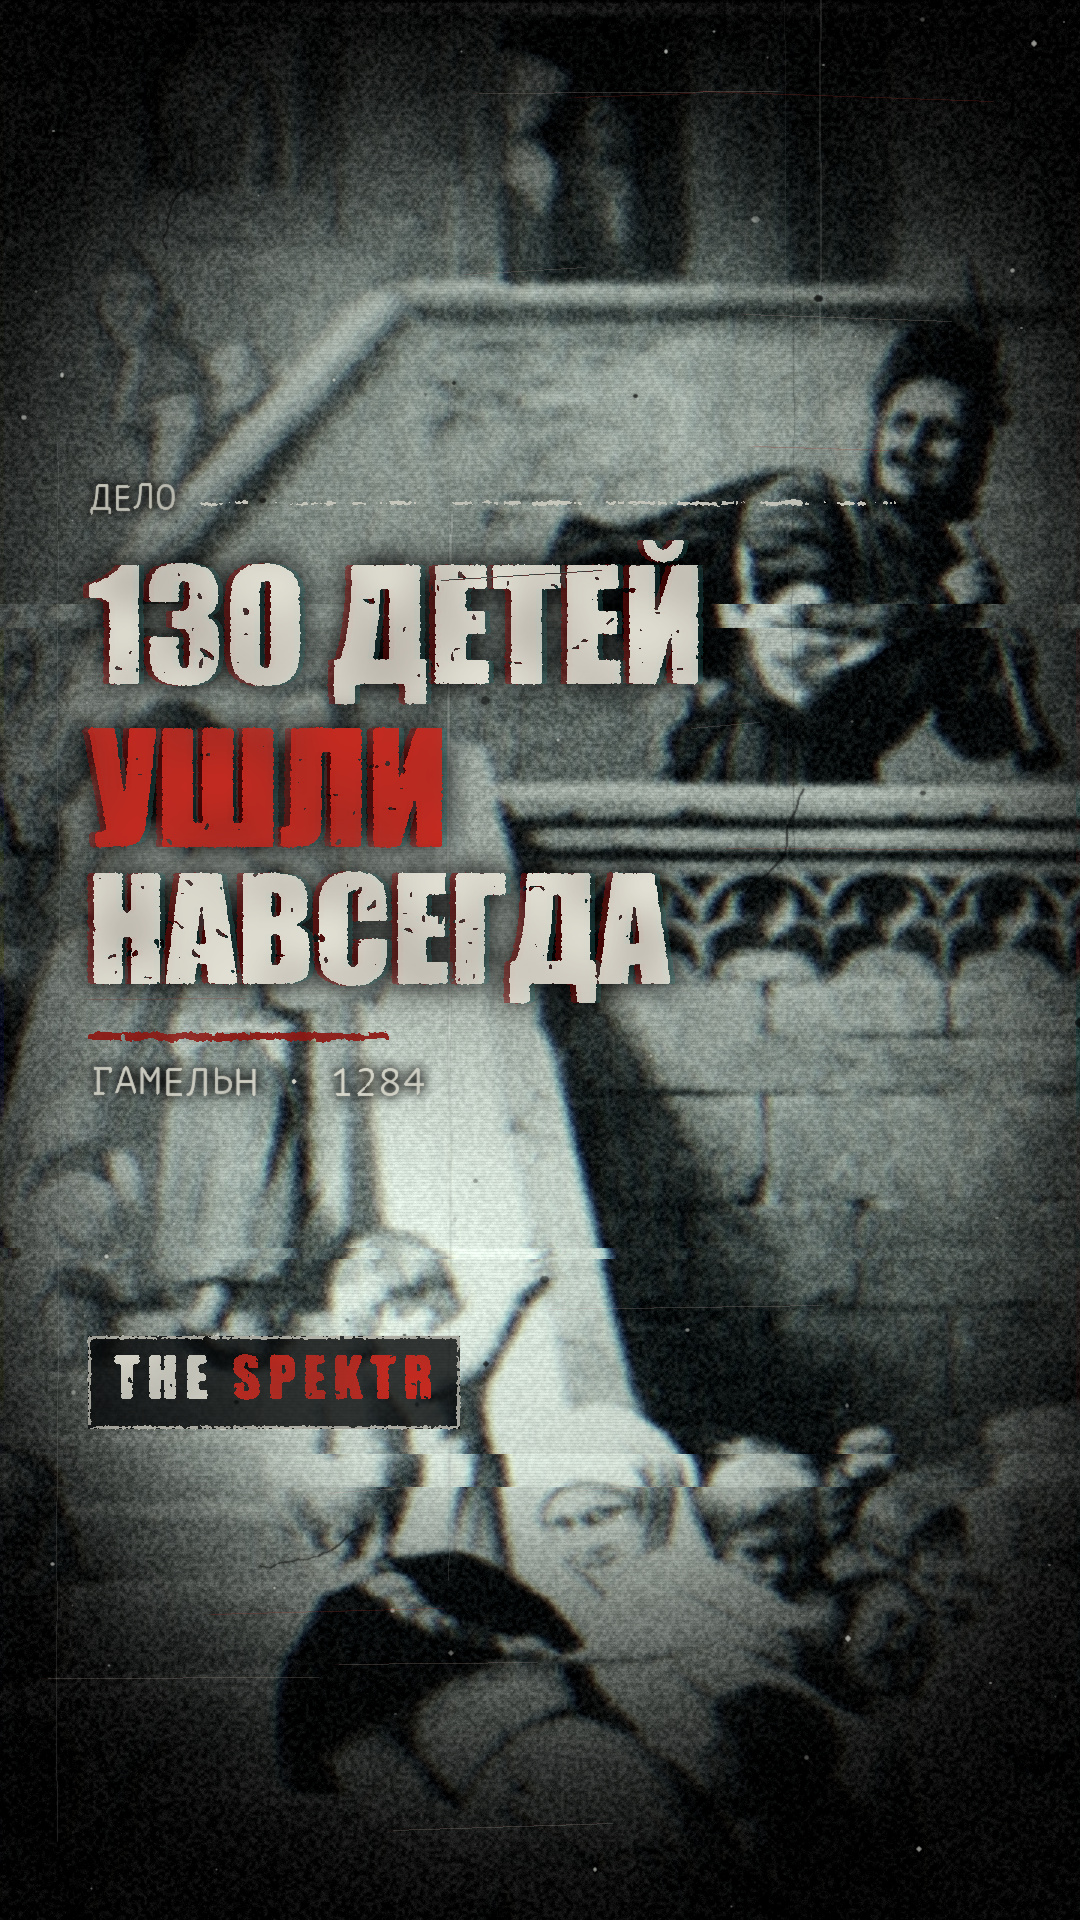 ДЕЛО
130 ДЕТЕЙ
УШЛИ
НАВСЕГДА
ГАМЕЛЬН · 1284
THE SPEKTR